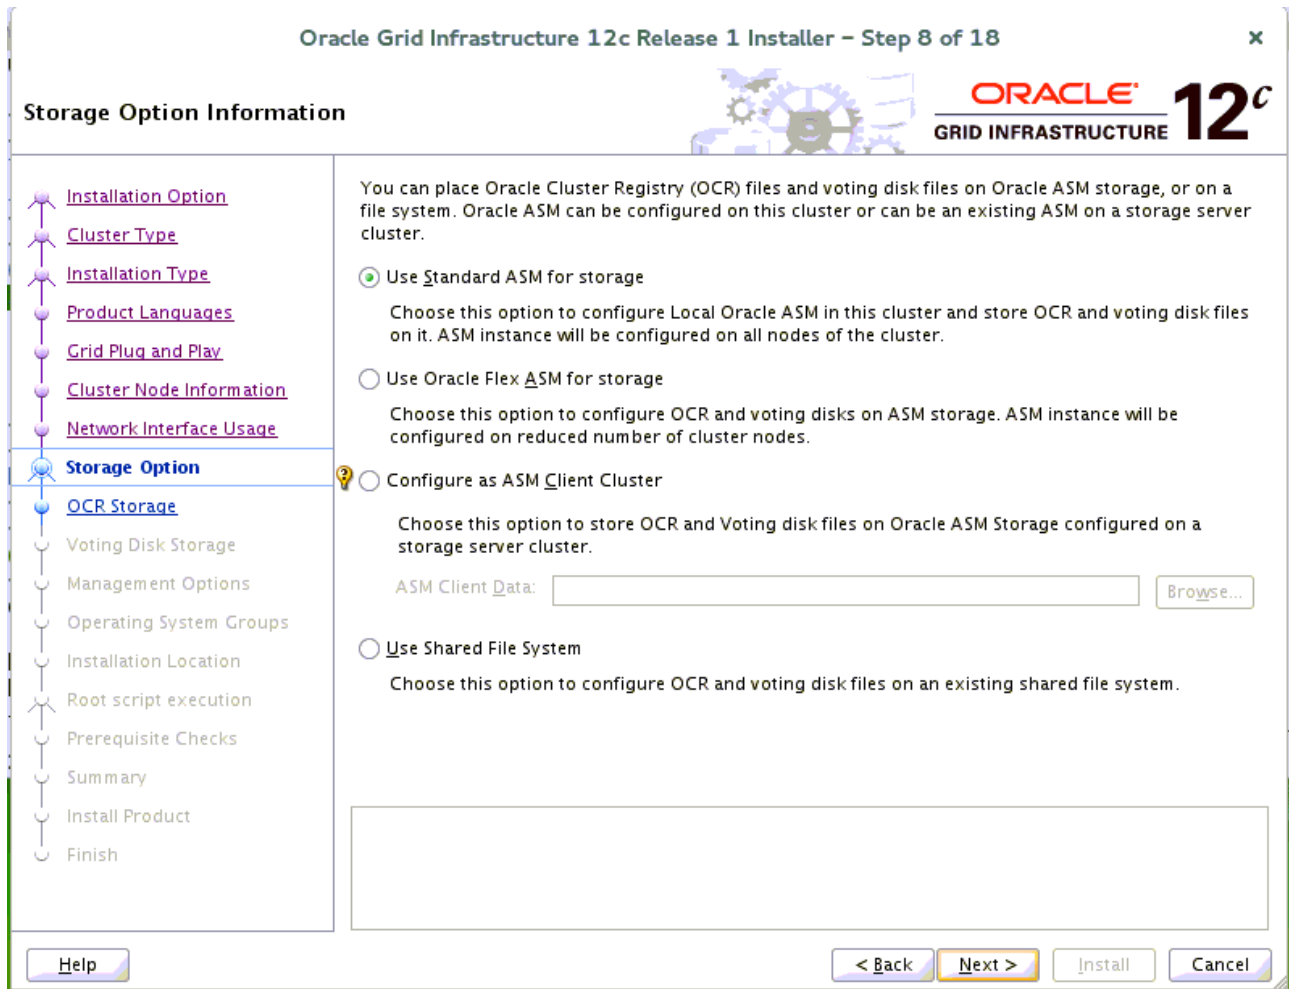 Oracle Grid Infrastructure 12c Release 1 Installer – Step 8 of 18
Storage Option Information
ORACLE
GRID INFRASTRUCTURE
12c
Installation Option
Cluster Type
Installation Type
Product Languages
Grid Plug and Play
Cluster Node Information
Network Interface Usage
Storage Option
OCR Storage
Voting Disk Storage
Management Options
Operating System Groups
Installation Location
Root script execution
Prerequisite Checks
Summary
Install Product
Finish
You can place Oracle Cluster Registry (OCR) files and voting disk files on Oracle ASM storage, or on a
file system. Oracle ASM can be configured on this cluster or can be an existing ASM on a storage server
cluster.
Use Standard ASM for storage
Choose this option to configure Local Oracle ASM in this cluster and store OCR and voting disk files
on it. ASM instance will be configured on all nodes of the cluster.
Use Oracle Flex ASM for storage
Choose this option to configure OCR and voting disks on ASM storage. ASM instance will be
configured on reduced number of cluster nodes.
Configure as ASM Client Cluster
Choose this option to store OCR and Voting disk files on Oracle ASM Storage configured on a
storage server cluster.
ASM Client Data:
Browse...
Use Shared File System
Choose this option to configure OCR and voting disk files on an existing shared file system.
Help
< Back
Next >
Install
Cancel